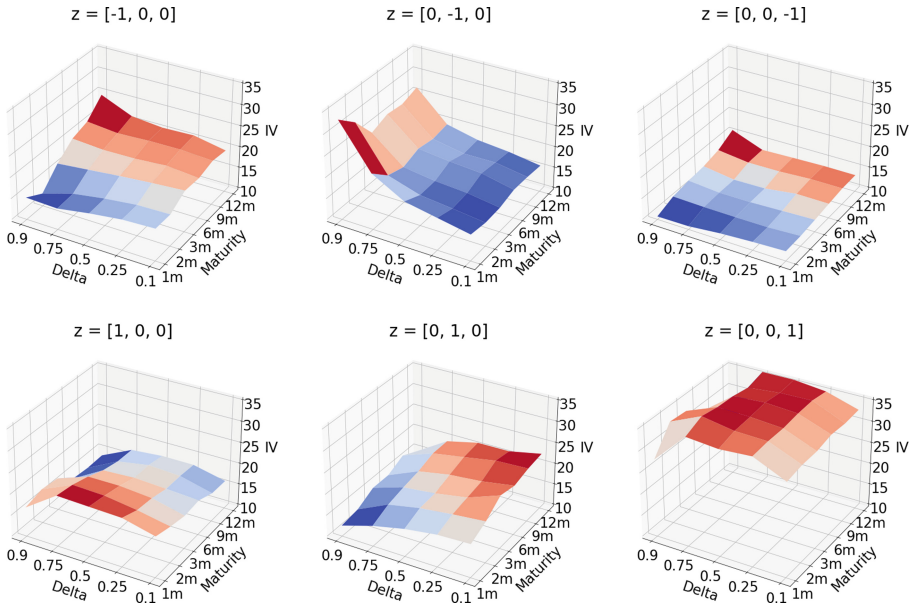 z = [-1, 0, 0]
z = [0, -1, 0]
z = [0, 0, -1]
35
30
25
IV
20
15
10
12m
9m
6m
3m
2m
1m
Maturity
0.9
0.75
0.5
0.25
0.1
Delta
35
30
25
IV
20
15
10
12m
9m
6m
3m
2m
1m
Maturity
0.9
0.75
0.5
0.25
0.1
Delta
35
30
25
IV
20
15
10
12m
9m
6m
3m
2m
1m
Maturity
0.9
0.75
0.5
0.25
0.1
Delta
z = [1, 0, 0]
z = [0, 1, 0]
z = [0, 0, 1]
35
30
25
IV
20
15
10
12m
9m
6m
3m
2m
1m
Maturity
0.9
0.75
0.5
0.25
0.1
Delta
35
30
25
IV
20
15
10
12m
9m
6m
3m
2m
1m
Maturity
0.9
0.75
0.5
0.25
0.1
Delta
35
30
25
IV
20
15
10
12m
9m
6m
3m
2m
1m
Maturity
0.9
0.75
0.5
0.25
0.1
Delta